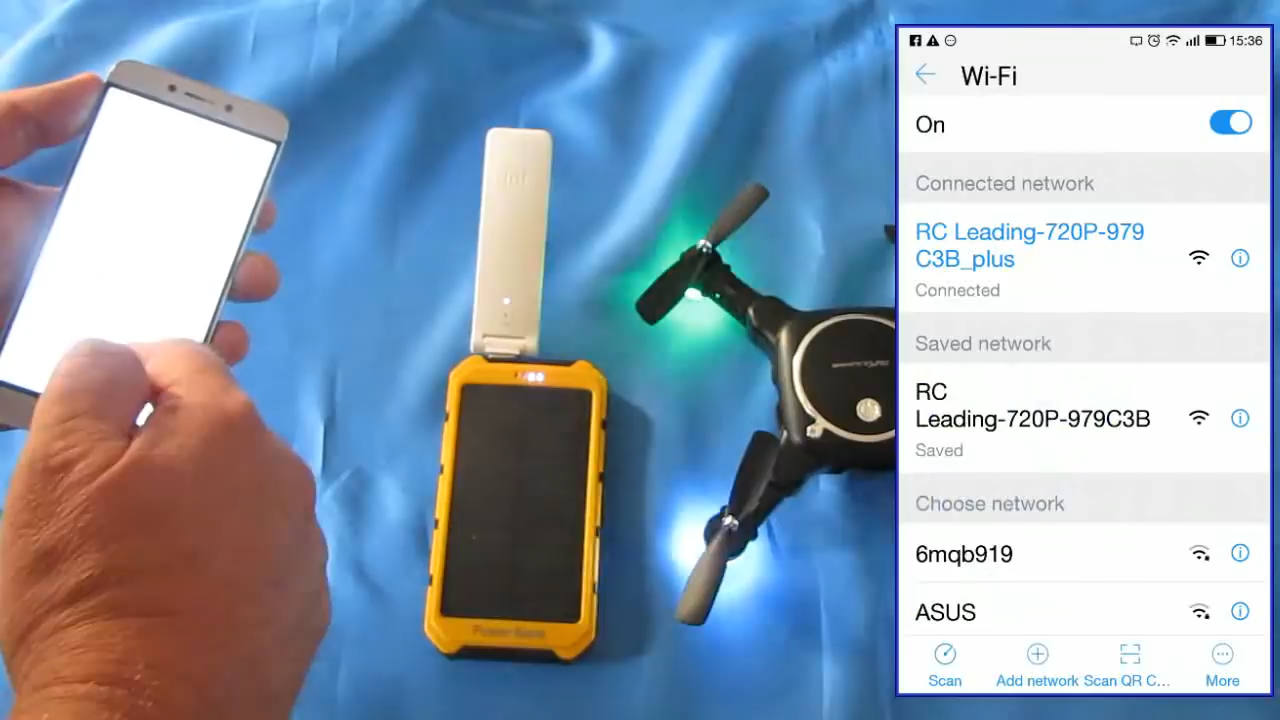 15:36
Wi-Fi
On
Connected network
RC Leading-720P-979
C3B_plus
Connected
Saved network
RC
Leading-720P-979C3B
Saved
Choose network
6mqb919
ASUS
Scan
Add network
Scan QR C...
More
mi
Power Bank